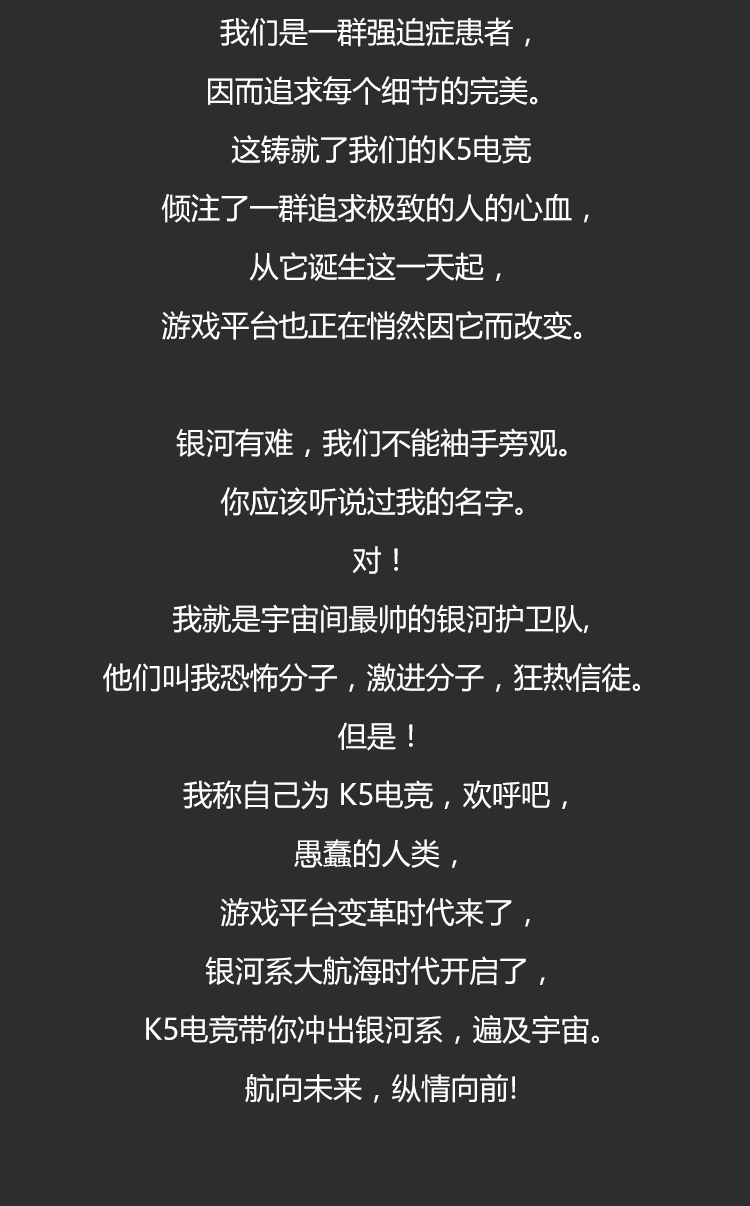 我们是一群强迫症患者，
因而追求每个细节的完美。
这铸就了我们的K5电竞
倾注了一群追求极致的人的心血，
从它诞生这一天起，
游戏平台也正在悄然因它而改变。
银河有难，我们不能袖手旁观。
你应该听说过我的名字。
对！
我就是宇宙间最帅的银河护卫队,
他们叫我恐怖分子，激进分子，狂热信徒。
但是！
我称自己为 K5电竞，欢呼吧，
愚蠢的人类，
游戏平台变革时代来了，
银河系大航海时代开启了，
K5电竞带你冲出银河系，遍及宇宙。
航向未来，纵情向前!